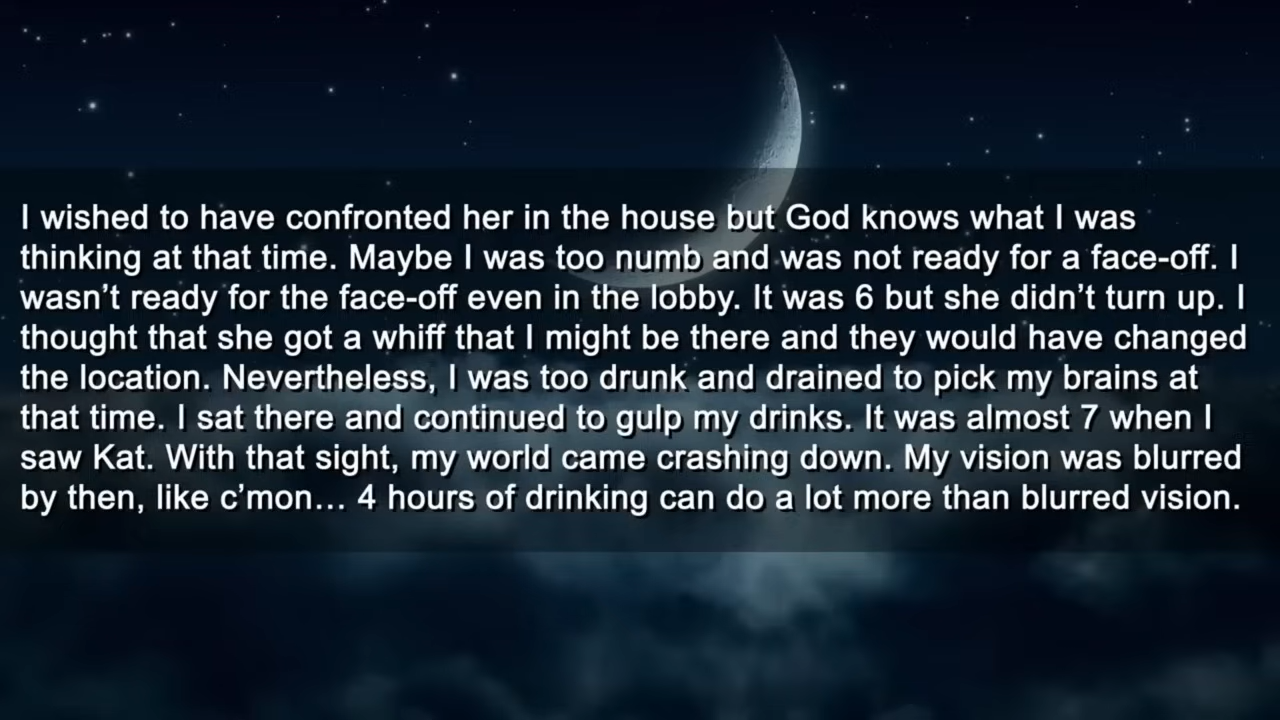 I wished to have confronted her in the house but God knows what I was
thinking at that time. Maybe I was too numb and was not ready for a face-off. I
wasn’t ready for the face-off even in the lobby. It was 6 but she didn’t turn up. I
thought that she got a whiff that I might be there and they would have changed
the location. Nevertheless, I was too drunk and drained to pick my brains at
that time. I sat there and continued to gulp my drinks. It was almost 7 when I
saw Kat. With that sight, my world came crashing down. My vision was blurred
by then, like c’mon… 4 hours of drinking can do a lot more than blurred vision.